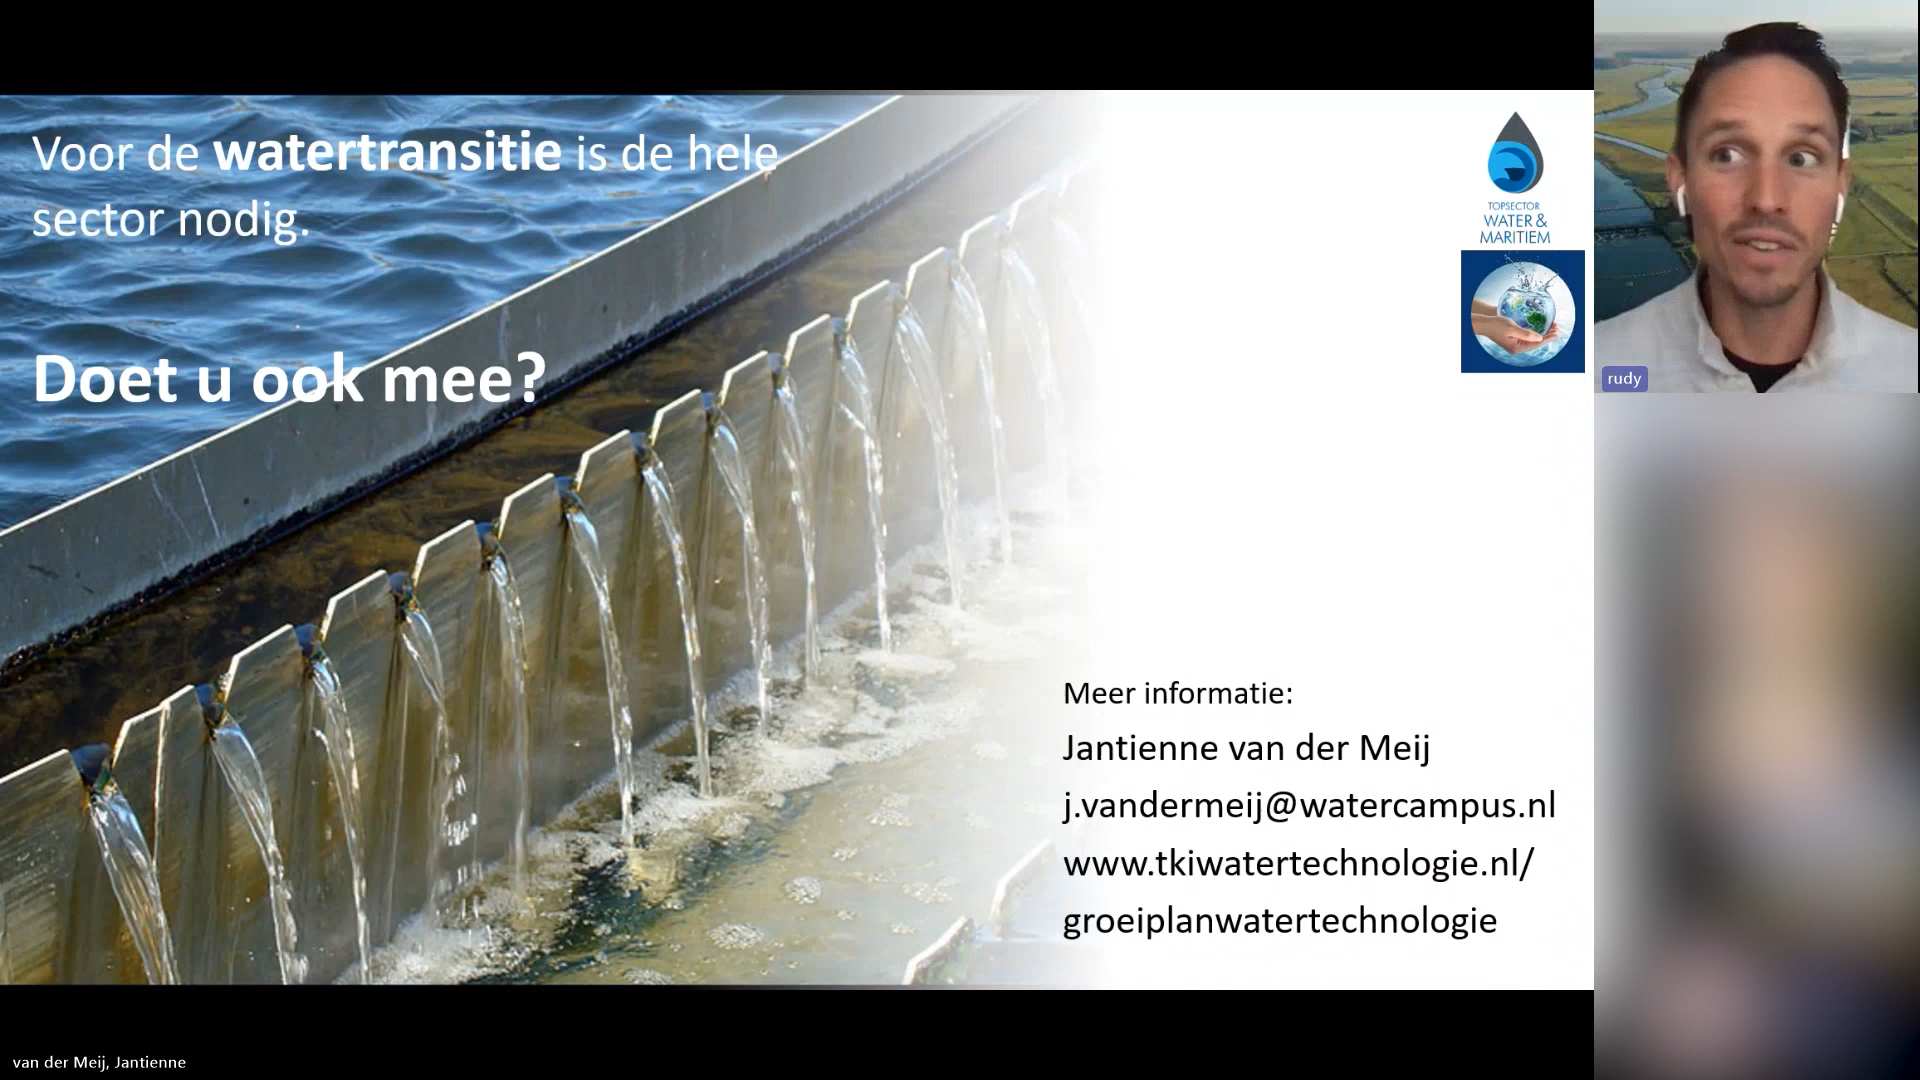 Voor de watertransitie is de hele
sector nodig.
Doet u ook mee?
TOPSECTOR
WATER &
MARITIEM
rudy
Meer informatie:
Jantienne van der Meij
j.vandermeij@watercampus.nl
www.tkiwatertechnologie.nl/
groeiplanwatertechnologie
van der Meij, Jantienne